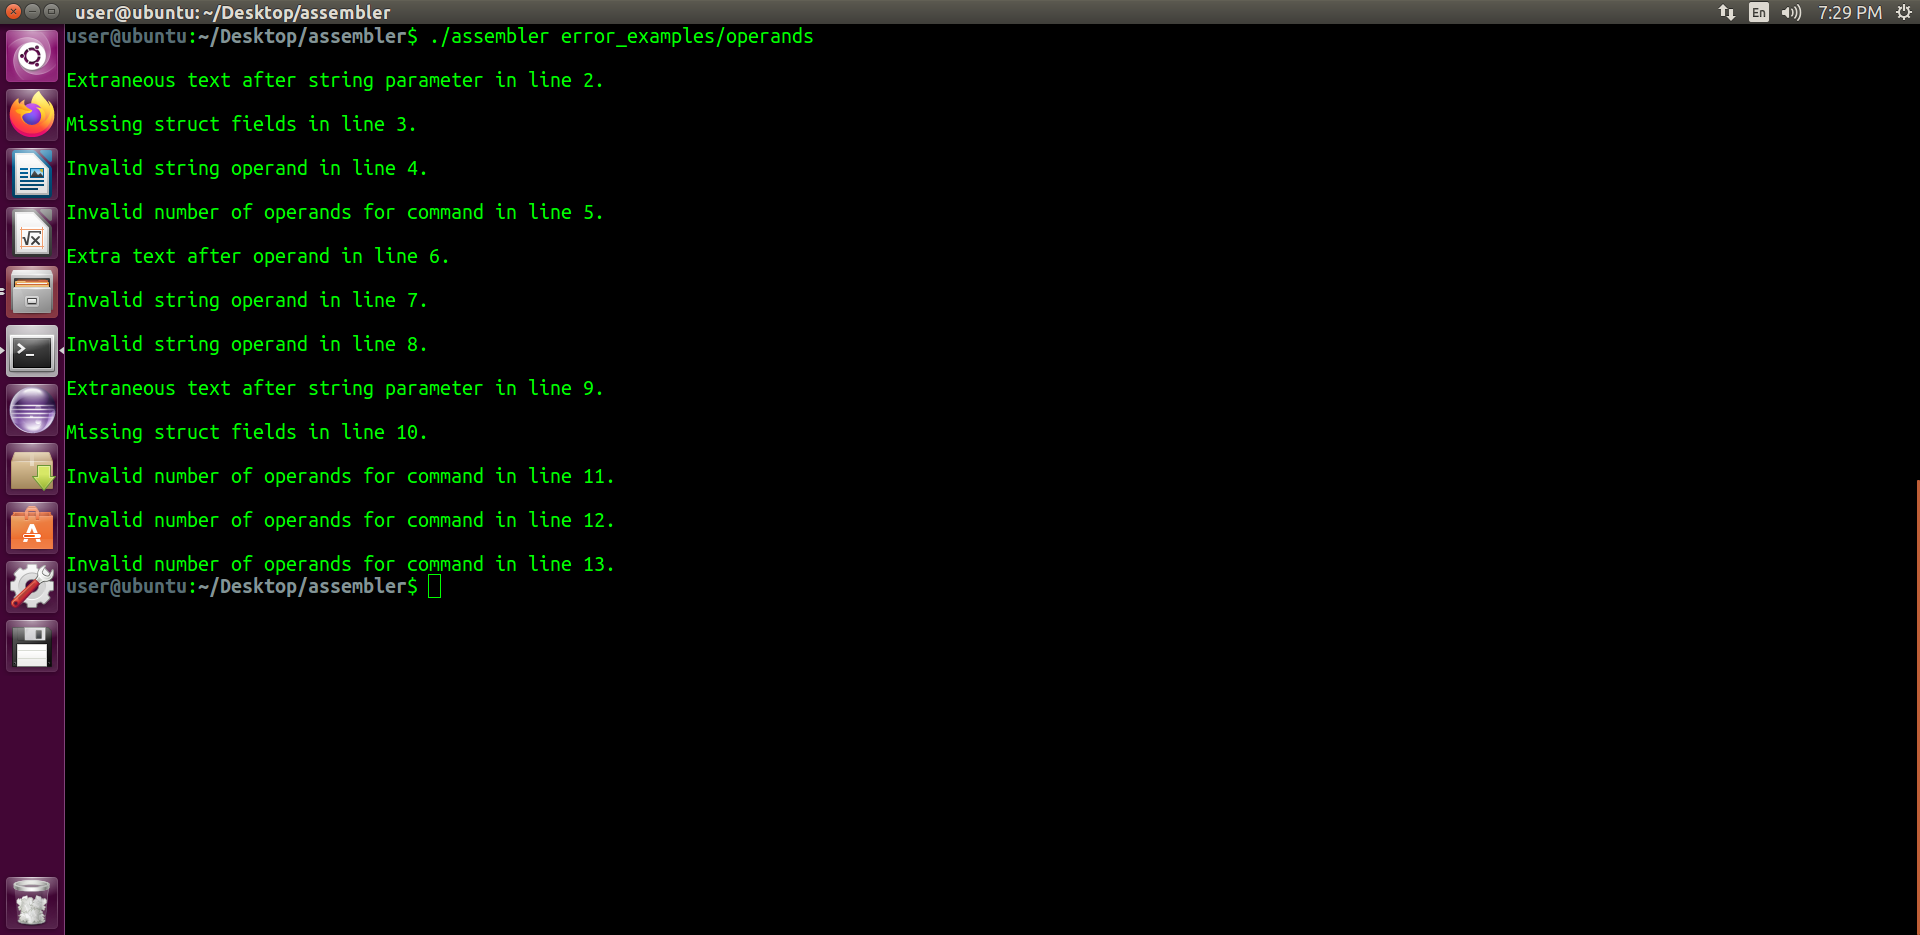 user@ubuntu: ~/Desktop/assembler
En
7:29 PM
user@ubuntu:~/Desktop/assembler$ ./assembler error_examples/operands
Extraneous text after string parameter in line 2.
Missing struct fields in line 3.
Invalid string operand in line 4.
Invalid number of operands for command in line 5.
Extra text after operand in line 6.
Invalid string operand in line 7.
Invalid string operand in line 8.
Extraneous text after string parameter in line 9.
Missing struct fields in line 10.
Invalid number of operands for command in line 11.
Invalid number of operands for command in line 12.
Invalid number of operands for command in line 13.
user@ubuntu:~/Desktop/assembler$